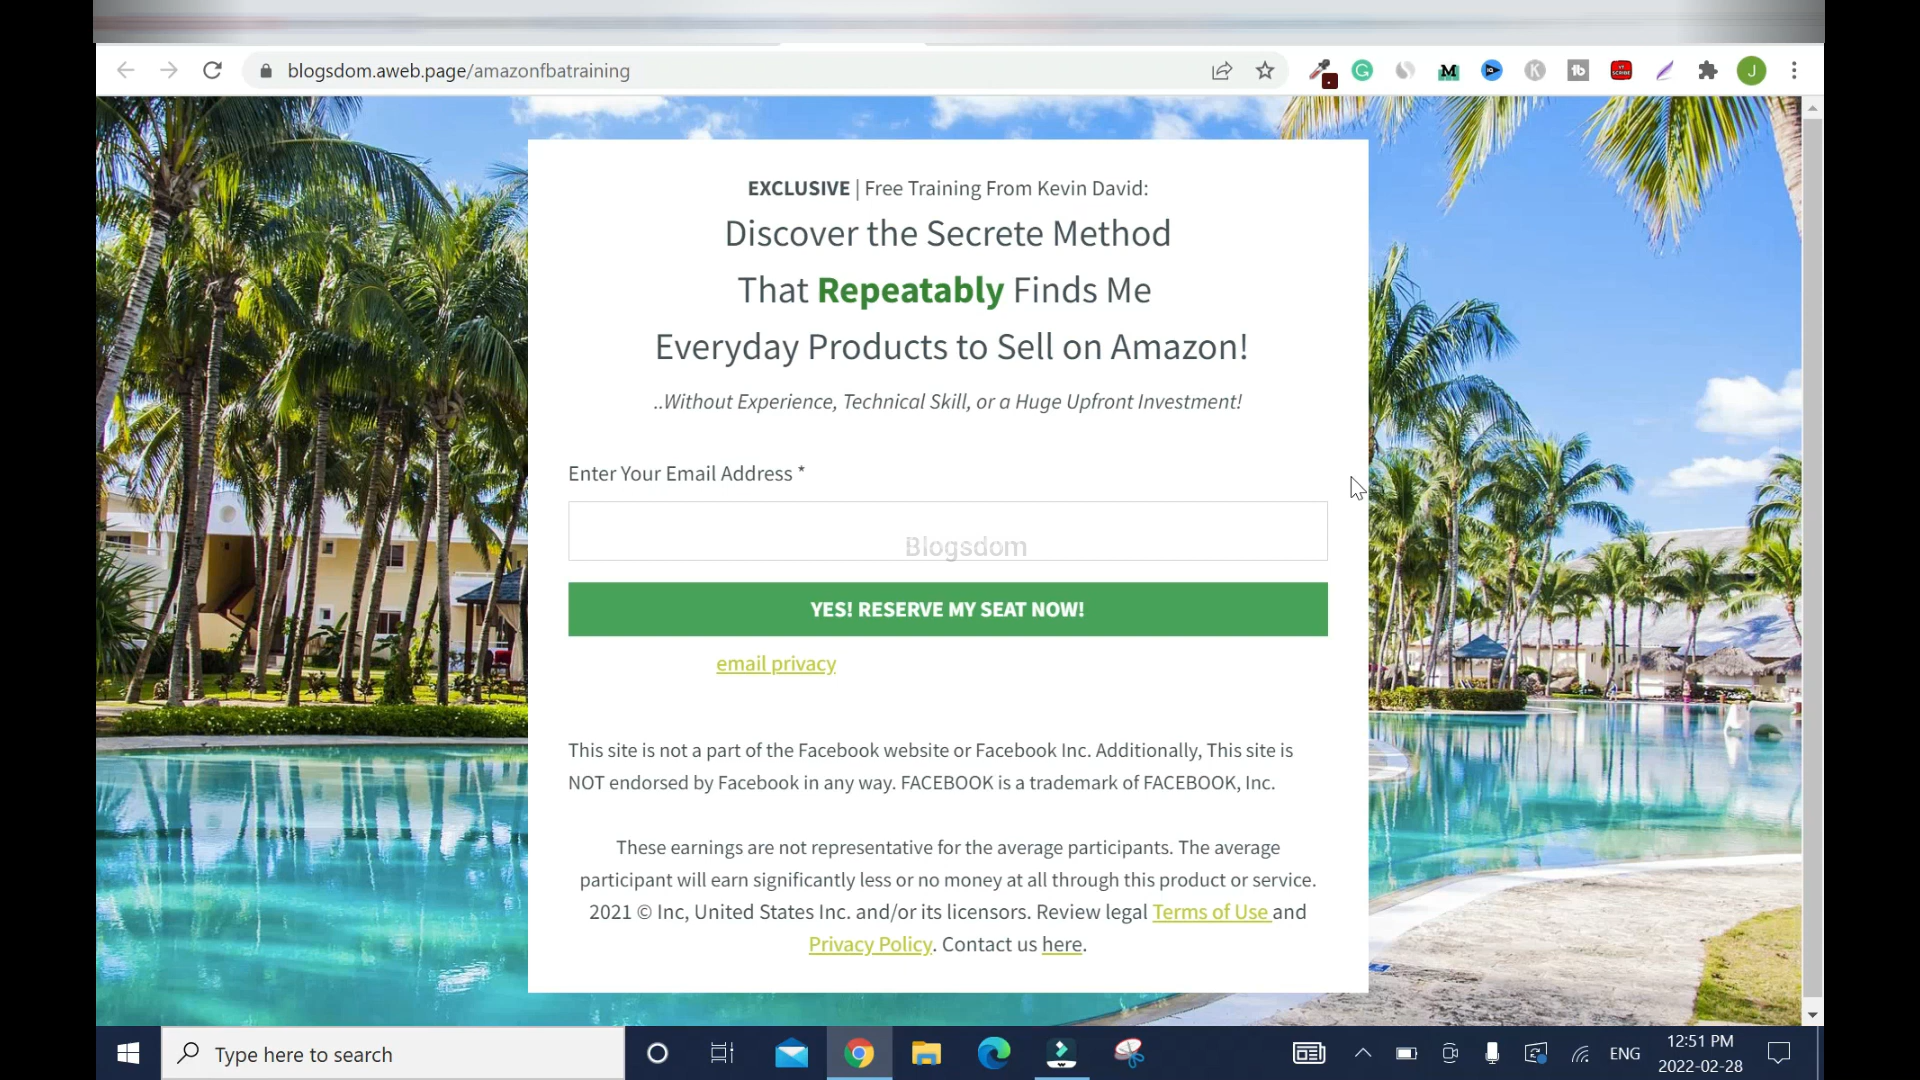 blogsdom.aweb.page/amazonfbatraining
J
EXCLUSIVE | Free Training From Kevin David:
Discover the Secrete Method
That Repeatably Finds Me
Everyday Products to Sell on Amazon!
..Without Experience, Technical Skill, or a Huge Upfront Investment!
Enter Your Email Address *
Blogsdom
YES! RESERVE MY SEAT NOW!
email privacy
This site is not a part of the Facebook website or Facebook Inc. Additionally, This site is
NOT endorsed by Facebook in any way. FACEBOOK is a trademark of FACEBOOK, Inc.
These earnings are not representative for the average participants. The average
participant will earn significantly less or no money at all through this product or service.
2021 © Inc, United States Inc. and/or its licensors. Review legal Terms of Use and
Privacy Policy. Contact us here.
Type here to search
ENG
12:51 PM
2022-02-28